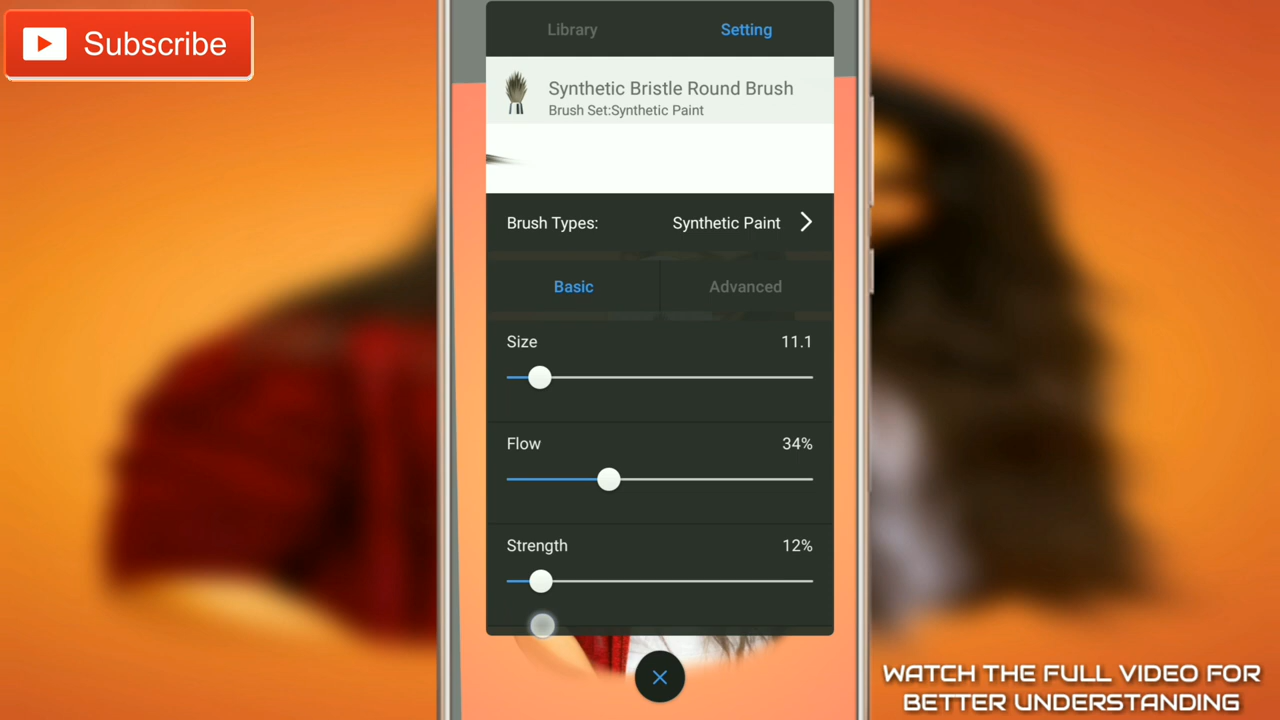 Subscribe
Library Setting
Synthetic Bristle Round Brush
Brush Set:Synthetic Paint
Brush Types: Synthetic Paint
Basic Advanced
Size 11.1
Flow 34%
Strength 12%
WATCH THE FULL VIDEO FOR
BETTER UNDERSTANDING